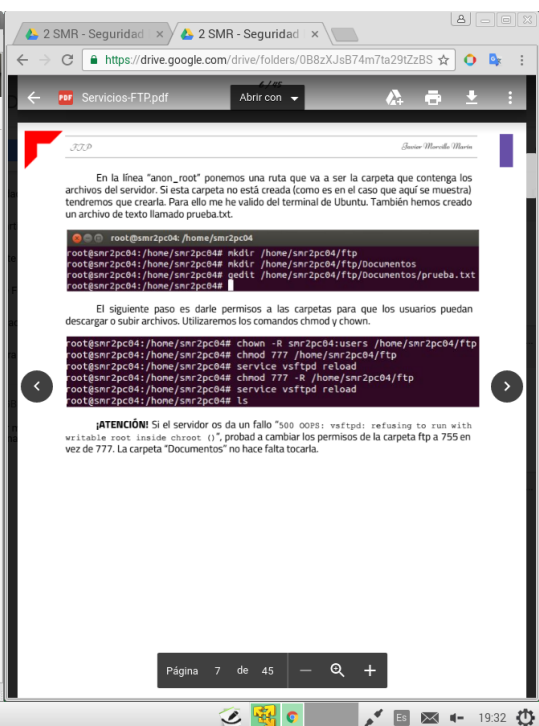 2 SMR - Seguridad
2 SMR - Seguridad
https://drive.google.com/drive/folders/0B8zXJsB74m7ta29tZzBS
PDF Servicios-FTP.pdf
6 / 45
Abrir con
FTP
Javier Morcillo Marín
En la línea "anon_root" ponemos una ruta que va a ser la carpeta que contenga los
archivos del servidor. Si esta carpeta no está creada (como es en el caso que aquí se muestra)
tendremos que crearla. Para ello me he valido del terminal de Ubuntu. También hemos creado
un archivo de texto llamado prueba.txt.
root@smr2pc04: /home/smr2pc04
root@smr2pc04:/home/smr2pc04# mkdir /home/smr2pc04/ftp
root@smr2pc04:/home/smr2pc04# mkdir /home/smr2pc04/ftp/Documentos
root@smr2pc04:/home/smr2pc04# gedit /home/smr2pc04/ftp/Documentos/prueba.txt
root@smr2pc04:/home/smr2pc04#
El siguiente paso es darle permisos a las carpetas para que los usuarios puedan
descargar o subir archivos. Utilizaremos los comandos chmod y chown.
root@smr2pc04:/home/smr2pc04# chown -R smr2pc04:users /home/smr2pc04/ftp
root@smr2pc04:/home/smr2pc04# chmod 777 /home/smr2pc04/ftp
root@smr2pc04:/home/smr2pc04# service vsftpd reload
root@smr2pc04:/home/smr2pc04# chmod 777 -R /home/smr2pc04/ftp
root@smr2pc04:/home/smr2pc04# service vsftpd reload
root@smr2pc04:/home/smr2pc04# ls
¡ATENCIÓN! Si el servidor os da un fallo "500 OOPS: vsftpd: refusing to run with
writable root inside chroot ()", probad a cambiar los permisos de la carpeta ftp a 755 en
vez de 777. La carpeta "Documentos" no hace falta tocarla.
Página 7 de 45
Es 19:32